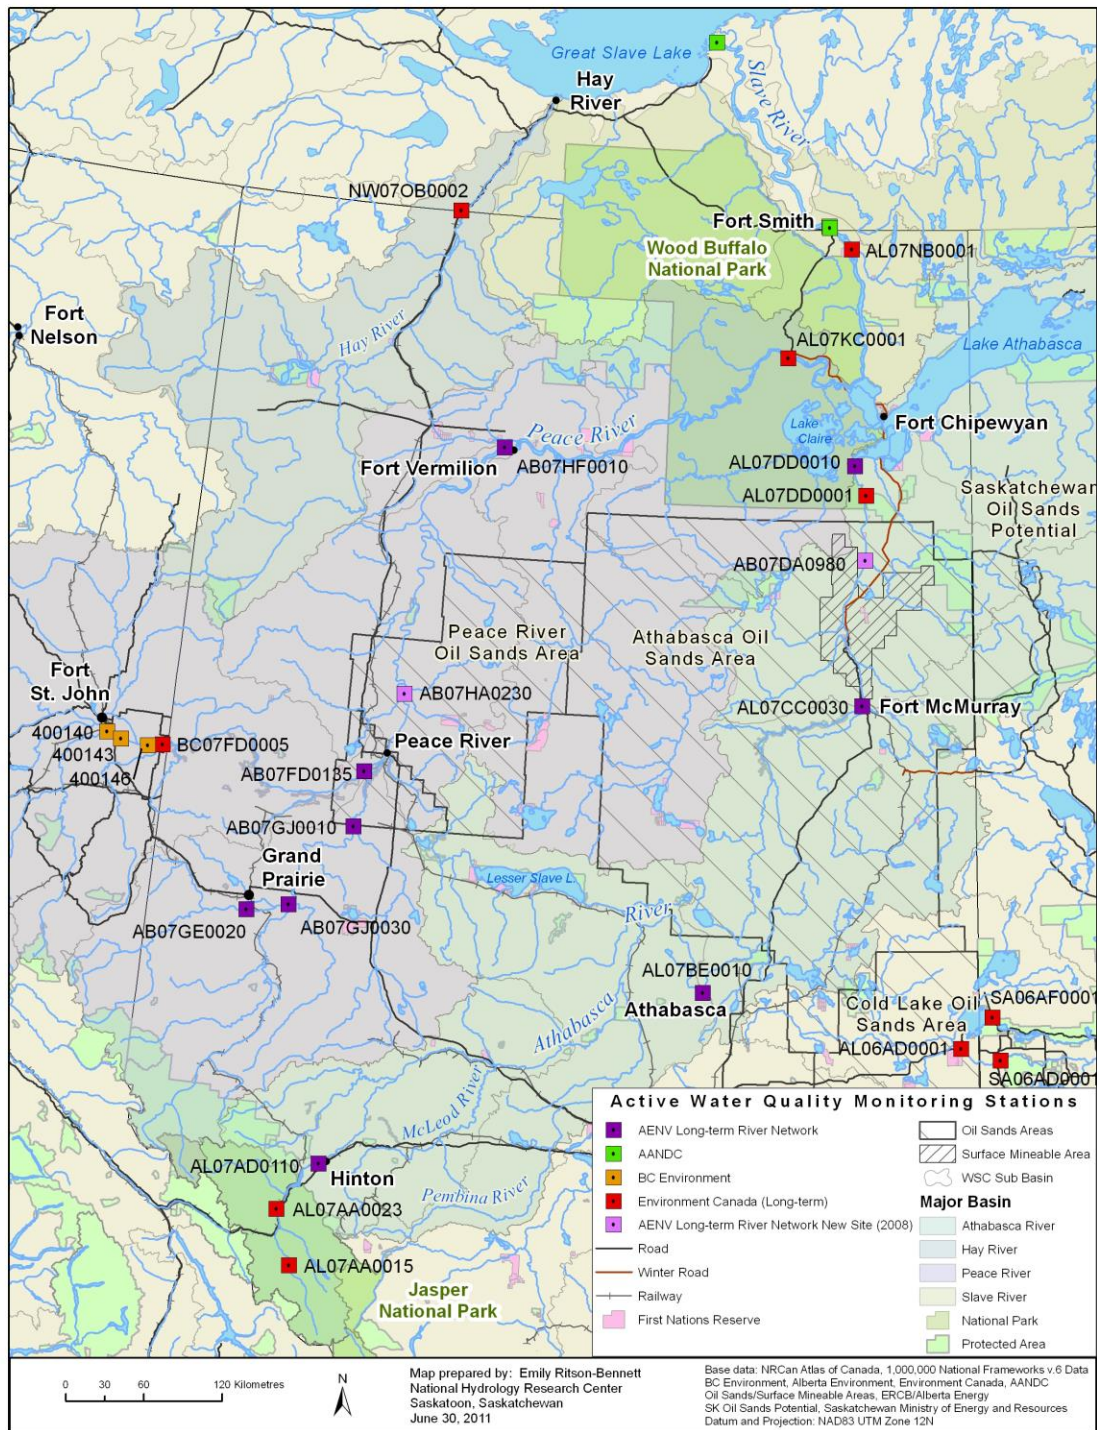 Great Slave Lake
Slave River
Hay
River
NW07OB0002
Fort Smith
Wood Buffalo
National Park
AL07NB0001
Fort
Nelson
Hay River
AL07KC0001
Lake Athabasca
Peace River
Fort Chipewyan
Lake
Claire
Fort Vermilion
AB07HF0010
AL07DD0010
AL07DD0001
Saskatchewan
Oil Sands
Potential
AB07DA0980
Peace River
Oil Sands Area
Athabasca Oil
Sands Area
Fort
St. John
AB07HA0230
AL07CC0030
Fort McMurray
400140
400143
400146
BC07FD0005
Peace River
AB07FD0135
AB07GJ0010
Grand
Prairie
Lesser Slave L.
River
AB07GE0020
AB07GJ0030
AL07BE0010
Athabasca
Athabasca
Cold Lake Oil
Sands Area
SA06AF0001
AL06AD0001
SA06AD0001
McLeod River
AL07AD0110
Hinton
Pembina River
AL07AA0023
AL07AA0015
Jasper
National Park
Active Water Quality Monitoring Stations
AENV Long-term River Network
AANDC
BC Environment
Environment Canada (Long-term)
AENV Long-term River Network New Site (2008)
Road
Winter Road
Railway
First Nations Reserve
Oil Sands Areas
Surface Mineable Area
WSC Sub Basin
Major Basin
Athabasca River
Hay River
Peace River
Slave River
National Park
Protected Area
0 30 60 120 Kilometres
N
Map prepared by: Emily Ritson-Bennett
National Hydrology Research Center
Saskatoon, Saskatchewan
June 30, 2011
Base data: NRCan Atlas of Canada, 1,000,000 National Frameworks v.6 Data
BC Environment, Alberta Environment, Environment Canada, AANDC
Oil Sands/Surface Mineable Areas, ERCB/Alberta Energy
SK Oil Sands Potential, Saskatchewan Ministry of Energy and Resources
Datum and Projection: NAD83 UTM Zone 12N